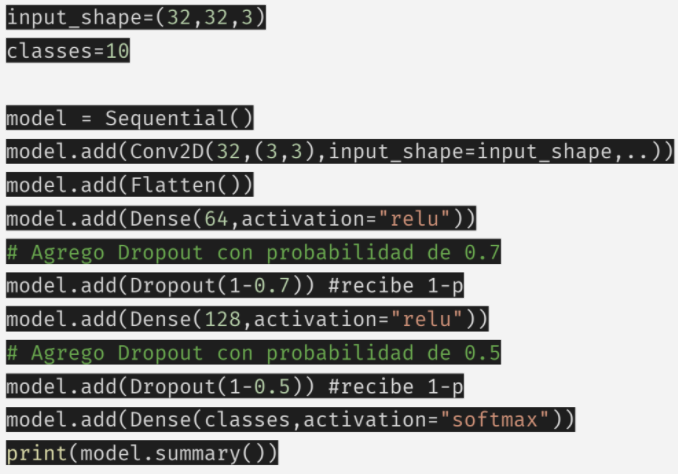 input_shape=(32,32,3)
classes=10
model = Sequential()
model.add(Conv2D(32,(3,3),input_shape=input_shape,..))
model.add(Flatten())
model.add(Dense(64,activation="relu"))
# Agrego Dropout con probabilidad de 0.7
model.add(Dropout(1-0.7)) #recibe 1-p
model.add(Dense(128,activation="relu"))
# Agrego Dropout con probabilidad de 0.5
model.add(Dropout(1-0.5)) #recibe 1-p
model.add(Dense(classes,activation="softmax"))
print(model.summary())